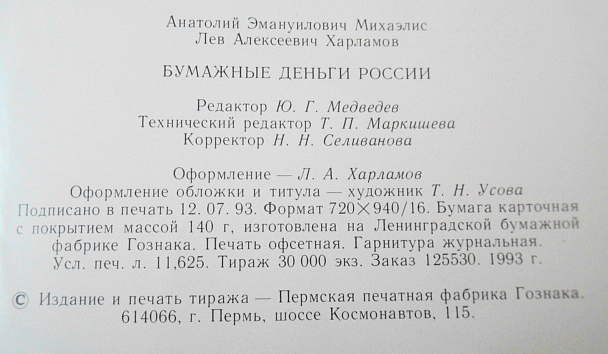 Анатолий Эмануилович Михаэлис
Лев Алексеевич Харламов
БУМАЖНЫЕ ДЕНЬГИ РОССИИ
Редактор Ю. Г. Медведев
Технический редактор Т. П. Маркишева
Корректор Н. Н. Селиванова
Оформление — Л. А. Харламов
Оформление обложки и титула — художник Т. Н. Усова
Подписано в печать 12. 07. 93. Формат 720×940/16. Бумага карточная
с покрытием массой 140 г, изготовлена на Ленинградской бумажной
фабрике Гознака. Печать офсетная. Гарнитура журнальная.
Усл. печ. л. 11,625. Тираж 30 000 экз. Заказ 125530. 1993 г.
© Издание и печать тиража — Пермская печатная фабрика Гознака.
614066, г. Пермь, шоссе Космонавтов, 115.